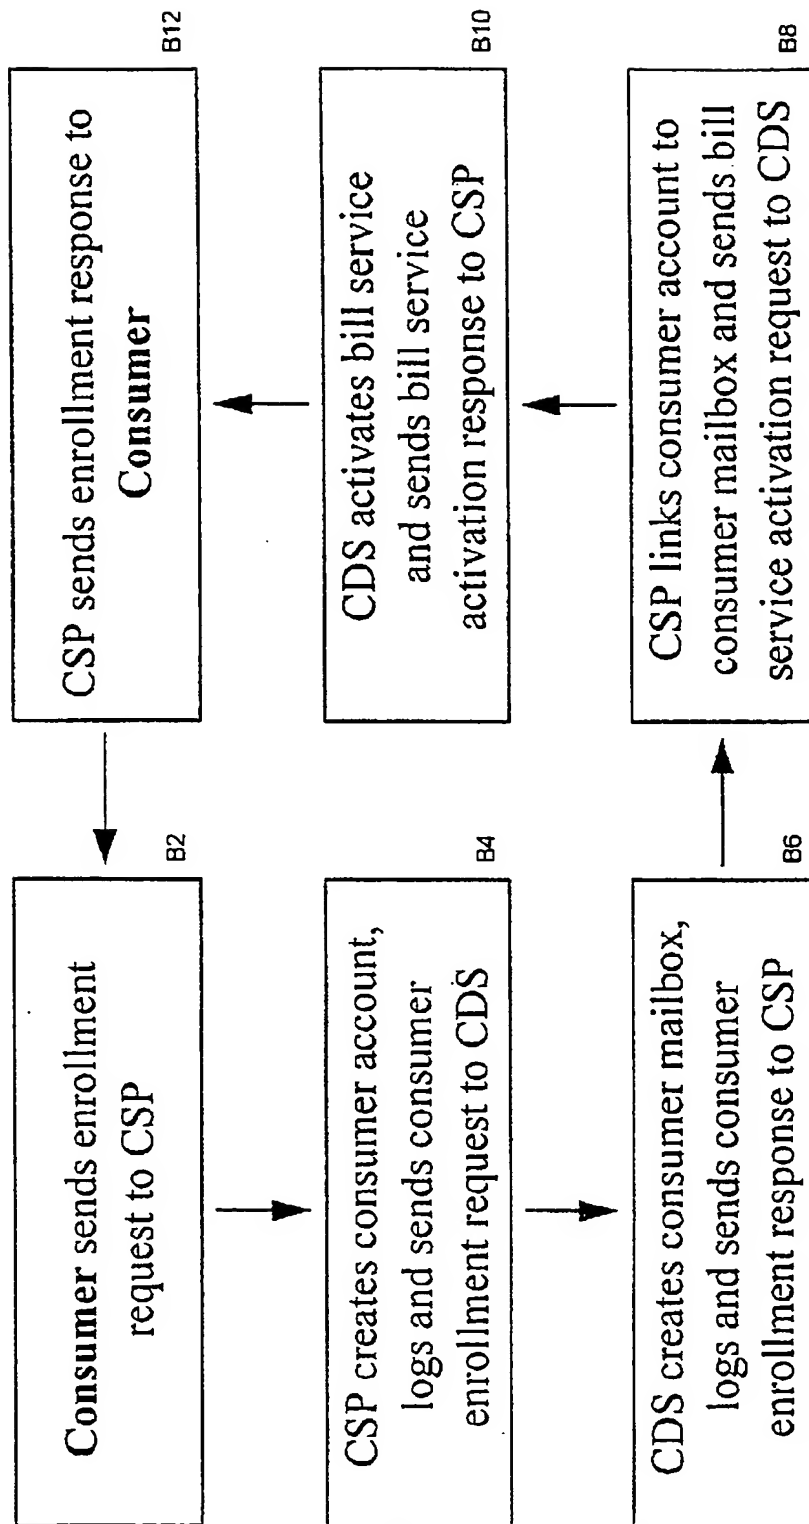 Consumer sends enrollment
request to CSP
B2
CSP creates consumer account,
logs and sends consumer
enrollment request to CDS
B4
CDS creates consumer mailbox,
logs and sends consumer
enrollment response to CSP
B6
CSP links consumer account to
consumer mailbox and sends bill
service activation request to CDS
B8
CDS activates bill service
and sends bill service
activation response to CSP
B10
CSP sends enrollment response to
Consumer
B12